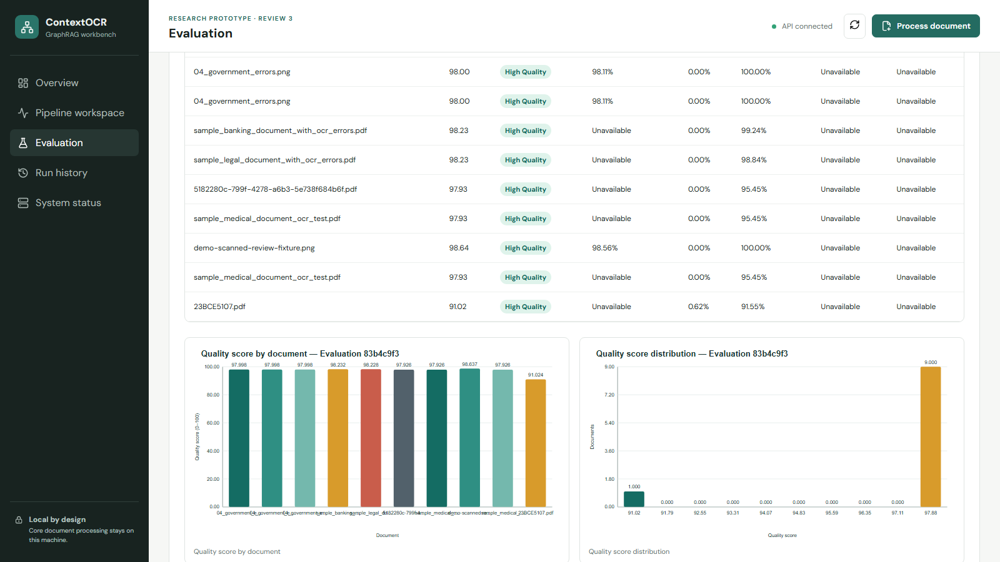 ContextOCR
GraphRAG workbench
Overview
Pipeline workspace
Evaluation
Run history
System status
Local by design
Core document processing stays on
this machine.
RESEARCH PROTOTYPE · REVIEW 3
Evaluation
API connected
Process document
04_government_errors.png 98.00 High Quality 98.11% 0.00% 100.00% Unavailable Unavailable
04_government_errors.png 98.00 High Quality 98.11% 0.00% 100.00% Unavailable Unavailable
sample_banking_document_with_ocr_errors.pdf 98.23 High Quality Unavailable 0.00% 99.24% Unavailable Unavailable
sample_legal_document_with_ocr_errors.pdf 98.23 High Quality Unavailable 0.00% 98.84% Unavailable Unavailable
5182280c-799f-4278-a6b3-5e738f684b6f.pdf 97.93 High Quality Unavailable 0.00% 95.45% Unavailable Unavailable
sample_medical_document_ocr_test.pdf 97.93 High Quality Unavailable 0.00% 95.45% Unavailable Unavailable
demo-scanned-review-fixture.png 98.64 High Quality 98.56% 0.00% 100.00% Unavailable Unavailable
sample_medical_document_ocr_test.pdf 97.93 High Quality Unavailable 0.00% 95.45% Unavailable Unavailable
23BCE5107.pdf 91.02 High Quality Unavailable 0.62% 91.55% Unavailable Unavailable
Quality score by document — Evaluation 83b4c9f3
97.998 97.998 97.998 98.232 98.228 97.926 97.926 98.637 97.926 91.024
100.00
80.00
60.00
40.00
20.00
0.00
Quality score (0–100)
23BCE5107.pdf
Document
Quality score by document
Quality score distribution — Evaluation 83b4c9f3
9.00
7.20
5.40
3.60
1.80
0.00
Documents
1.000 0.000 0.000 0.000 0.000 0.000 0.000 0.000 0.000 9.000
91.02 91.79 92.55 93.31 94.07 94.83 95.59 96.35 97.11 97.88
Quality score
Quality score distribution